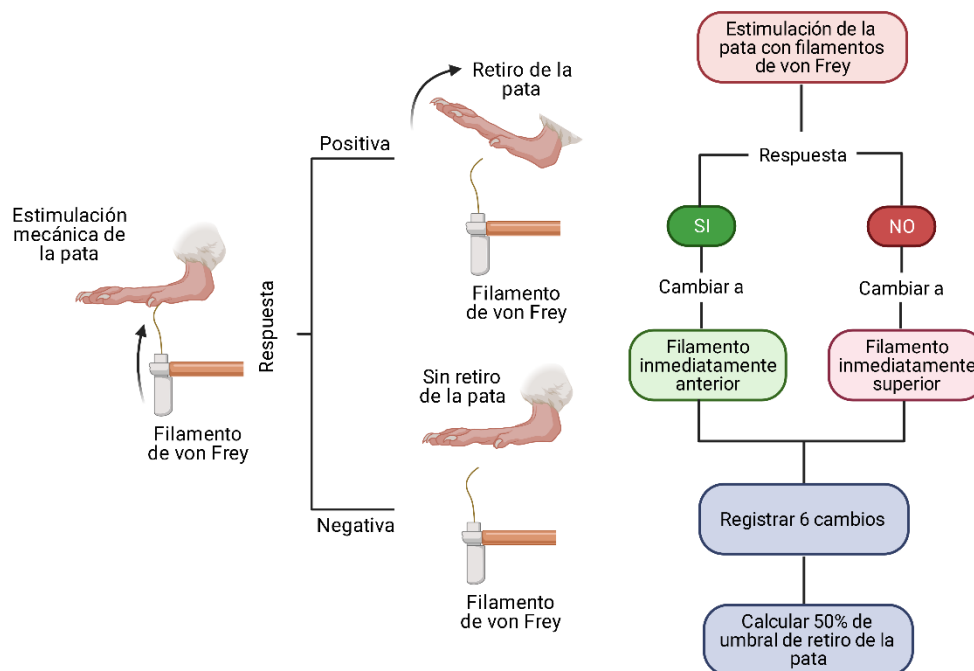 Estimulación mecánica de
la pata
Filamento
de von Frey
Respuesta
Positiva
Retiro de la
pata
Filamento
de von Frey
Negativa
Sin retiro
de la pata
Filamento
de von Frey
Estimulación de la
pata con filamentos
de von Frey
Respuesta
SI
NO
Cambiar a
Cambiar a
Filamento
inmediatamente
anterior
Filamento
inmediatamente
superior
Registrar 6 cambios
Calcular 50% de
umbral de retiro de la
pata